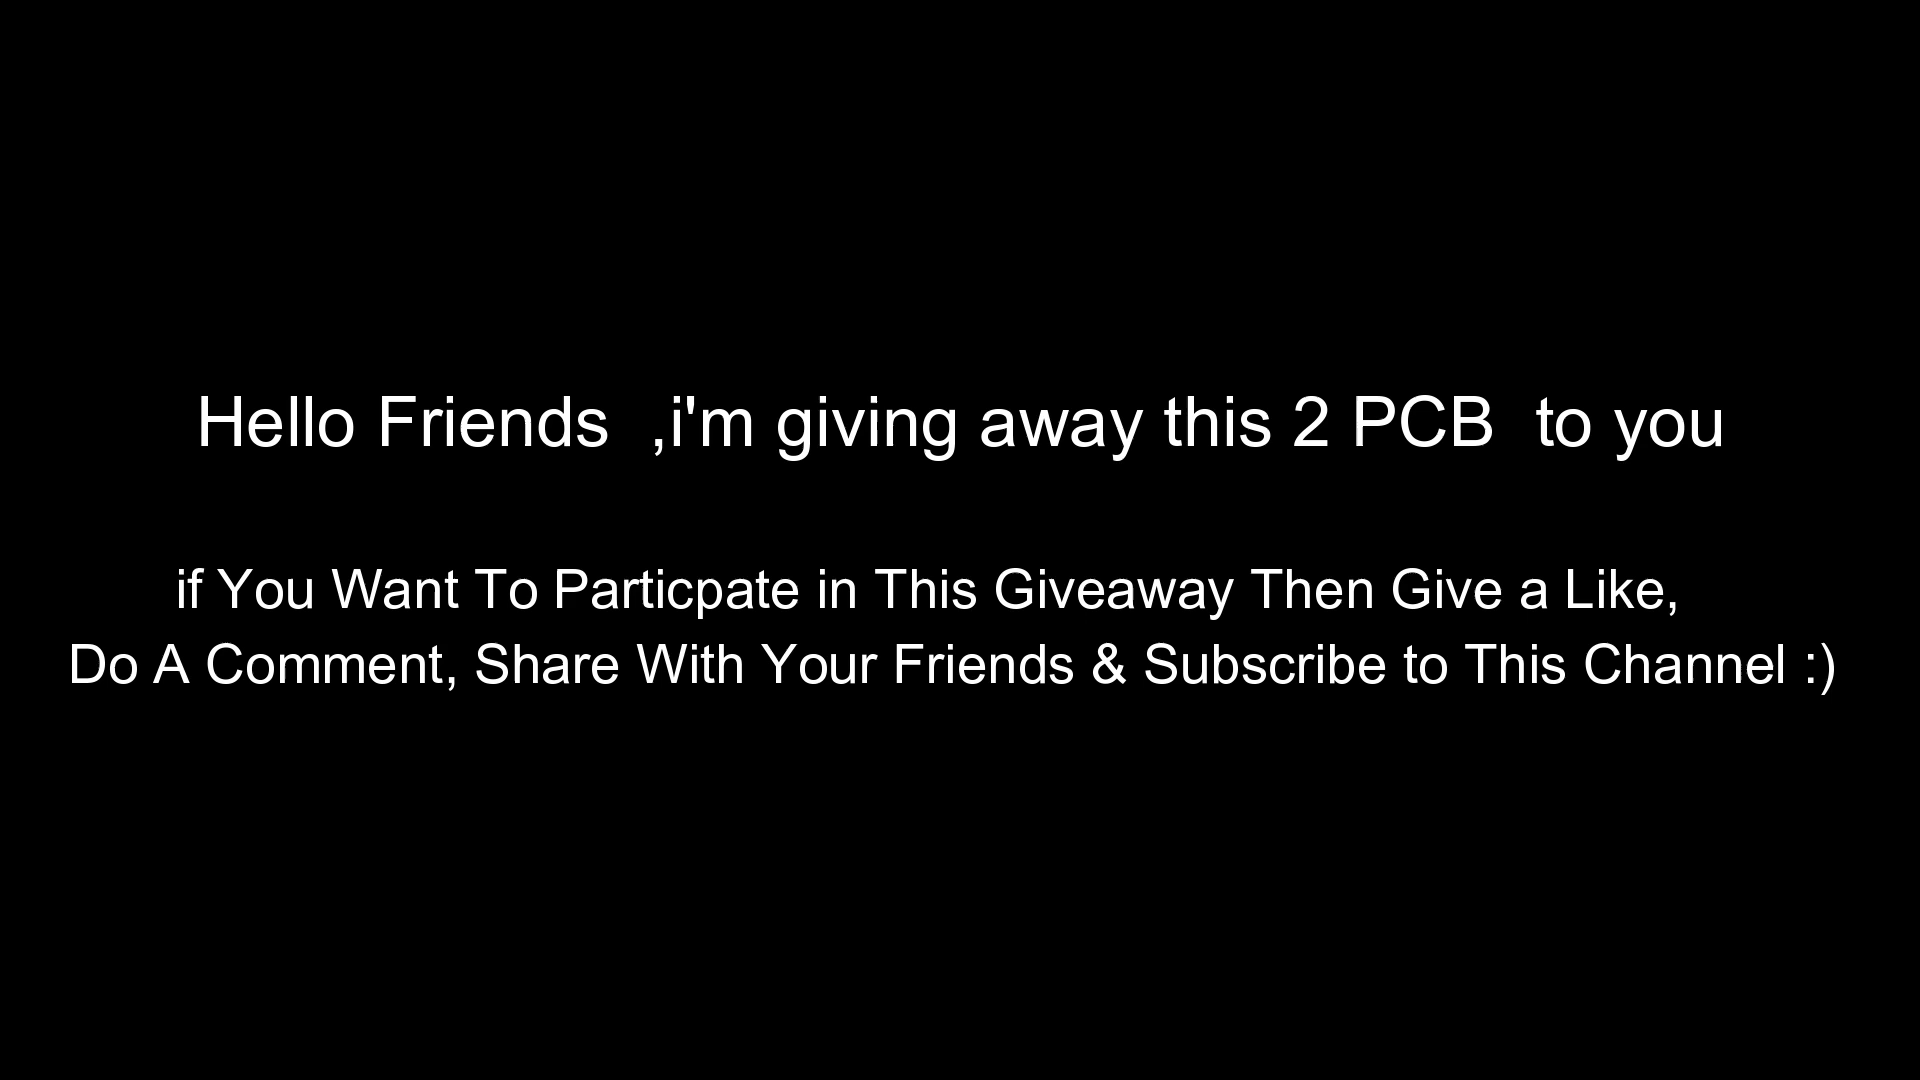 Hello Friends  ,i'm giving away this 2 PCB  to you
if You Want To Particpate in This Giveaway Then Give a Like,
Do A Comment, Share With Your Friends & Subscribe to This Channel :)